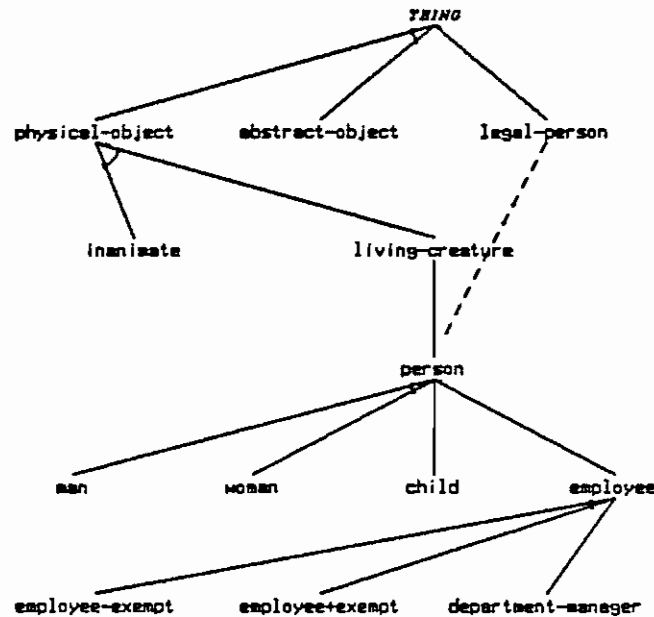 THING
physical-object abstract-object legal-person
inanimate living-creature
person
man woman child employee
employee-exempt employee+exempt department-manager